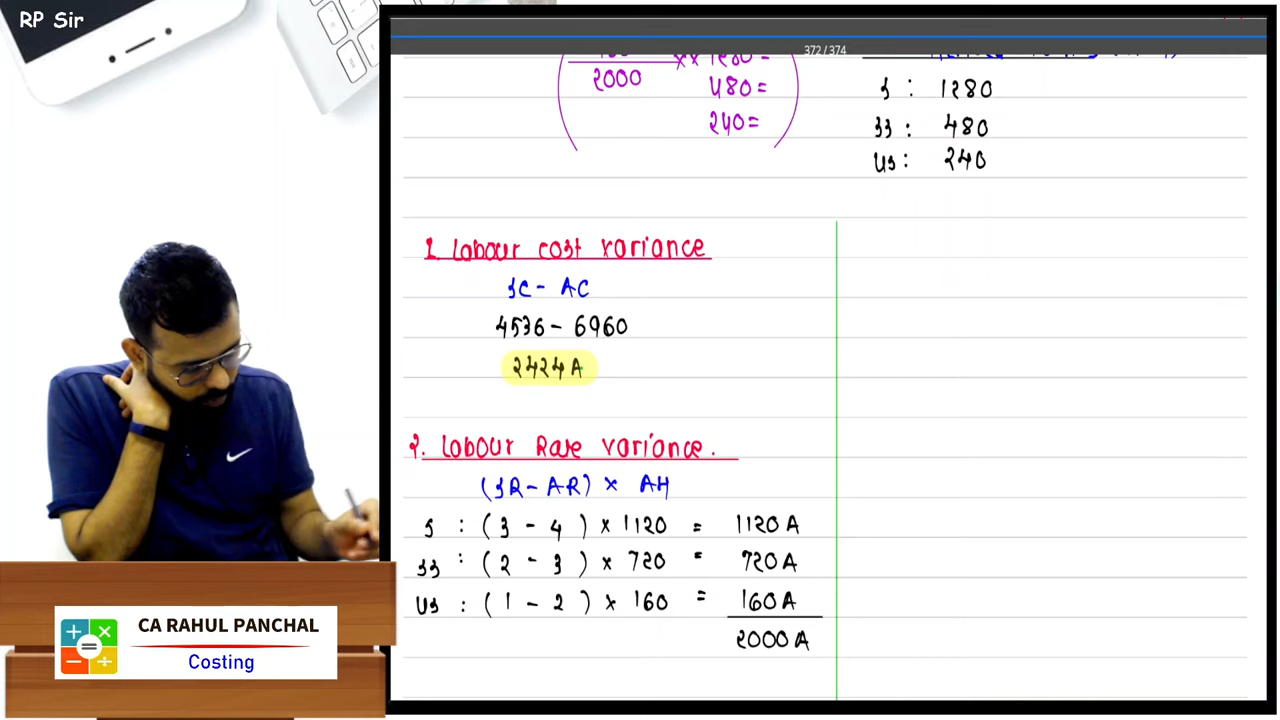 RP Sir
372 / 374
2000
480 =
240 =
S : 1280
SS : 480
US : 240
1. Labour cost variance
SC - AC
4536 - 6960
2424 A
2. Labour Rate variance.
(SR - AR) × AH
S : (3 - 4) × 1120 = 1120 A
SS : (2 - 3) × 720 = 720 A
US : (1 - 2) × 160 = 160 A
2000 A
CA RAHUL PANCHAL
Costing